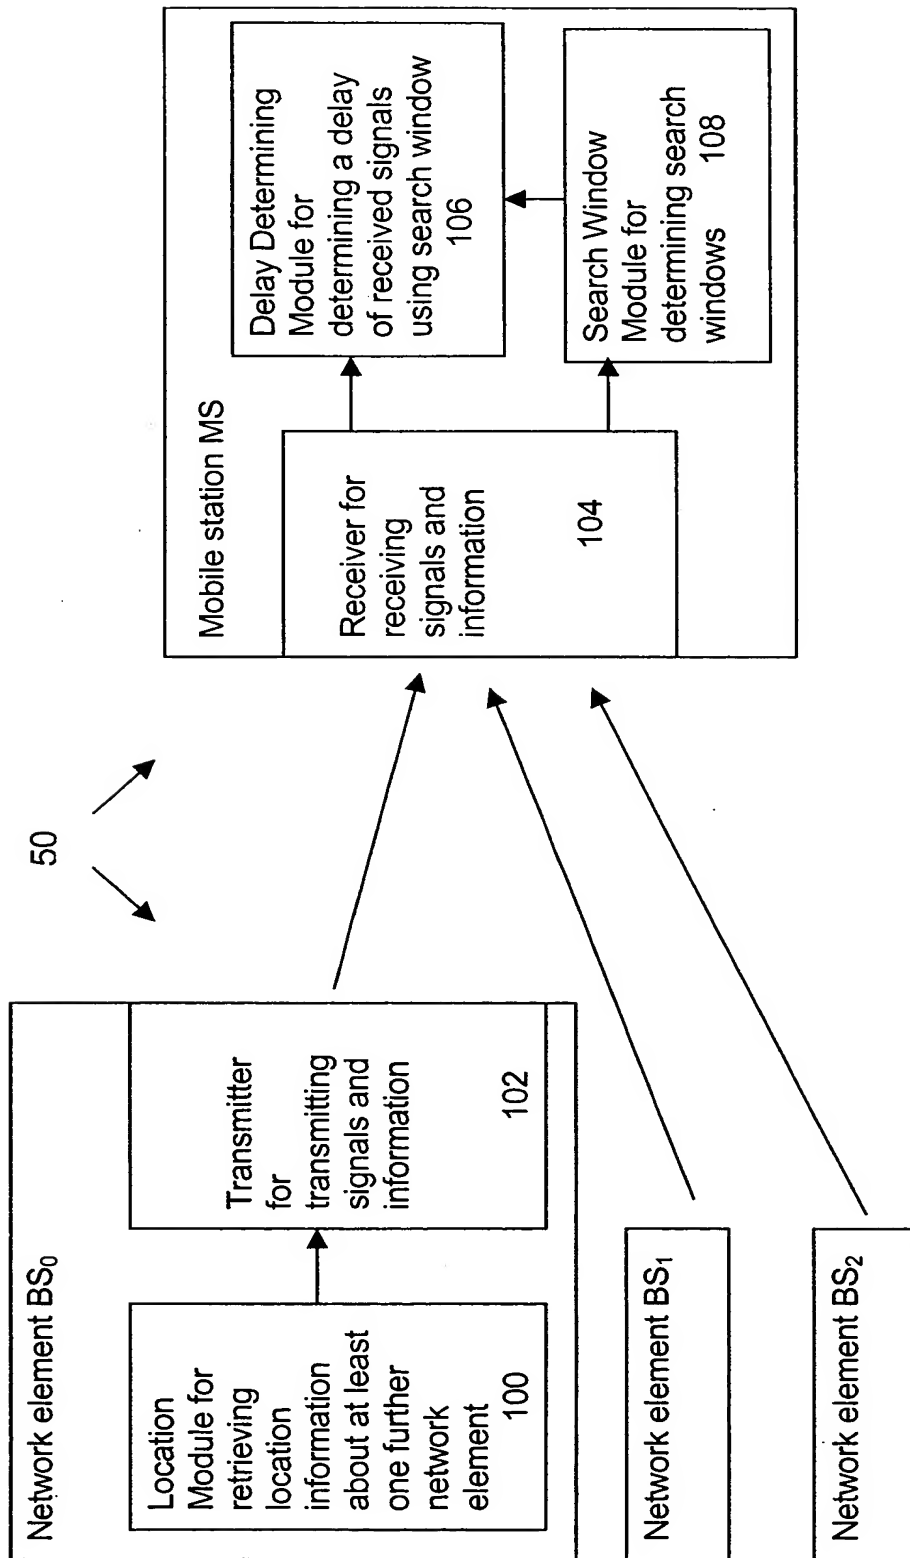 50
Network element BS₀
Location
Module for
retrieving
location
information
about at least
one further
network
element
100
Transmitter
for
transmitting
signals and
information
102
Network element BS₁
Network element BS₂
Mobile station MS
Receiver for
receiving
signals and
information
104
Delay Determining
Module for
determining a delay
of received signals
using search window
106
Search Window
Module for
determining search
windows 108